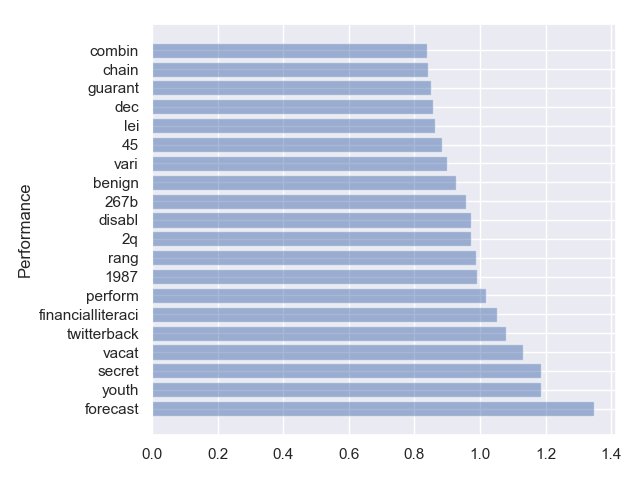 combin
chain
guarant
dec
lei
45
vari
benign
267b
disabl
2q
rang
1987
perform
financialliteraci
twitterback
vacat
secret
youth
forecast
Performance
0.0 0.2 0.4 0.6 0.8 1.0 1.2 1.4